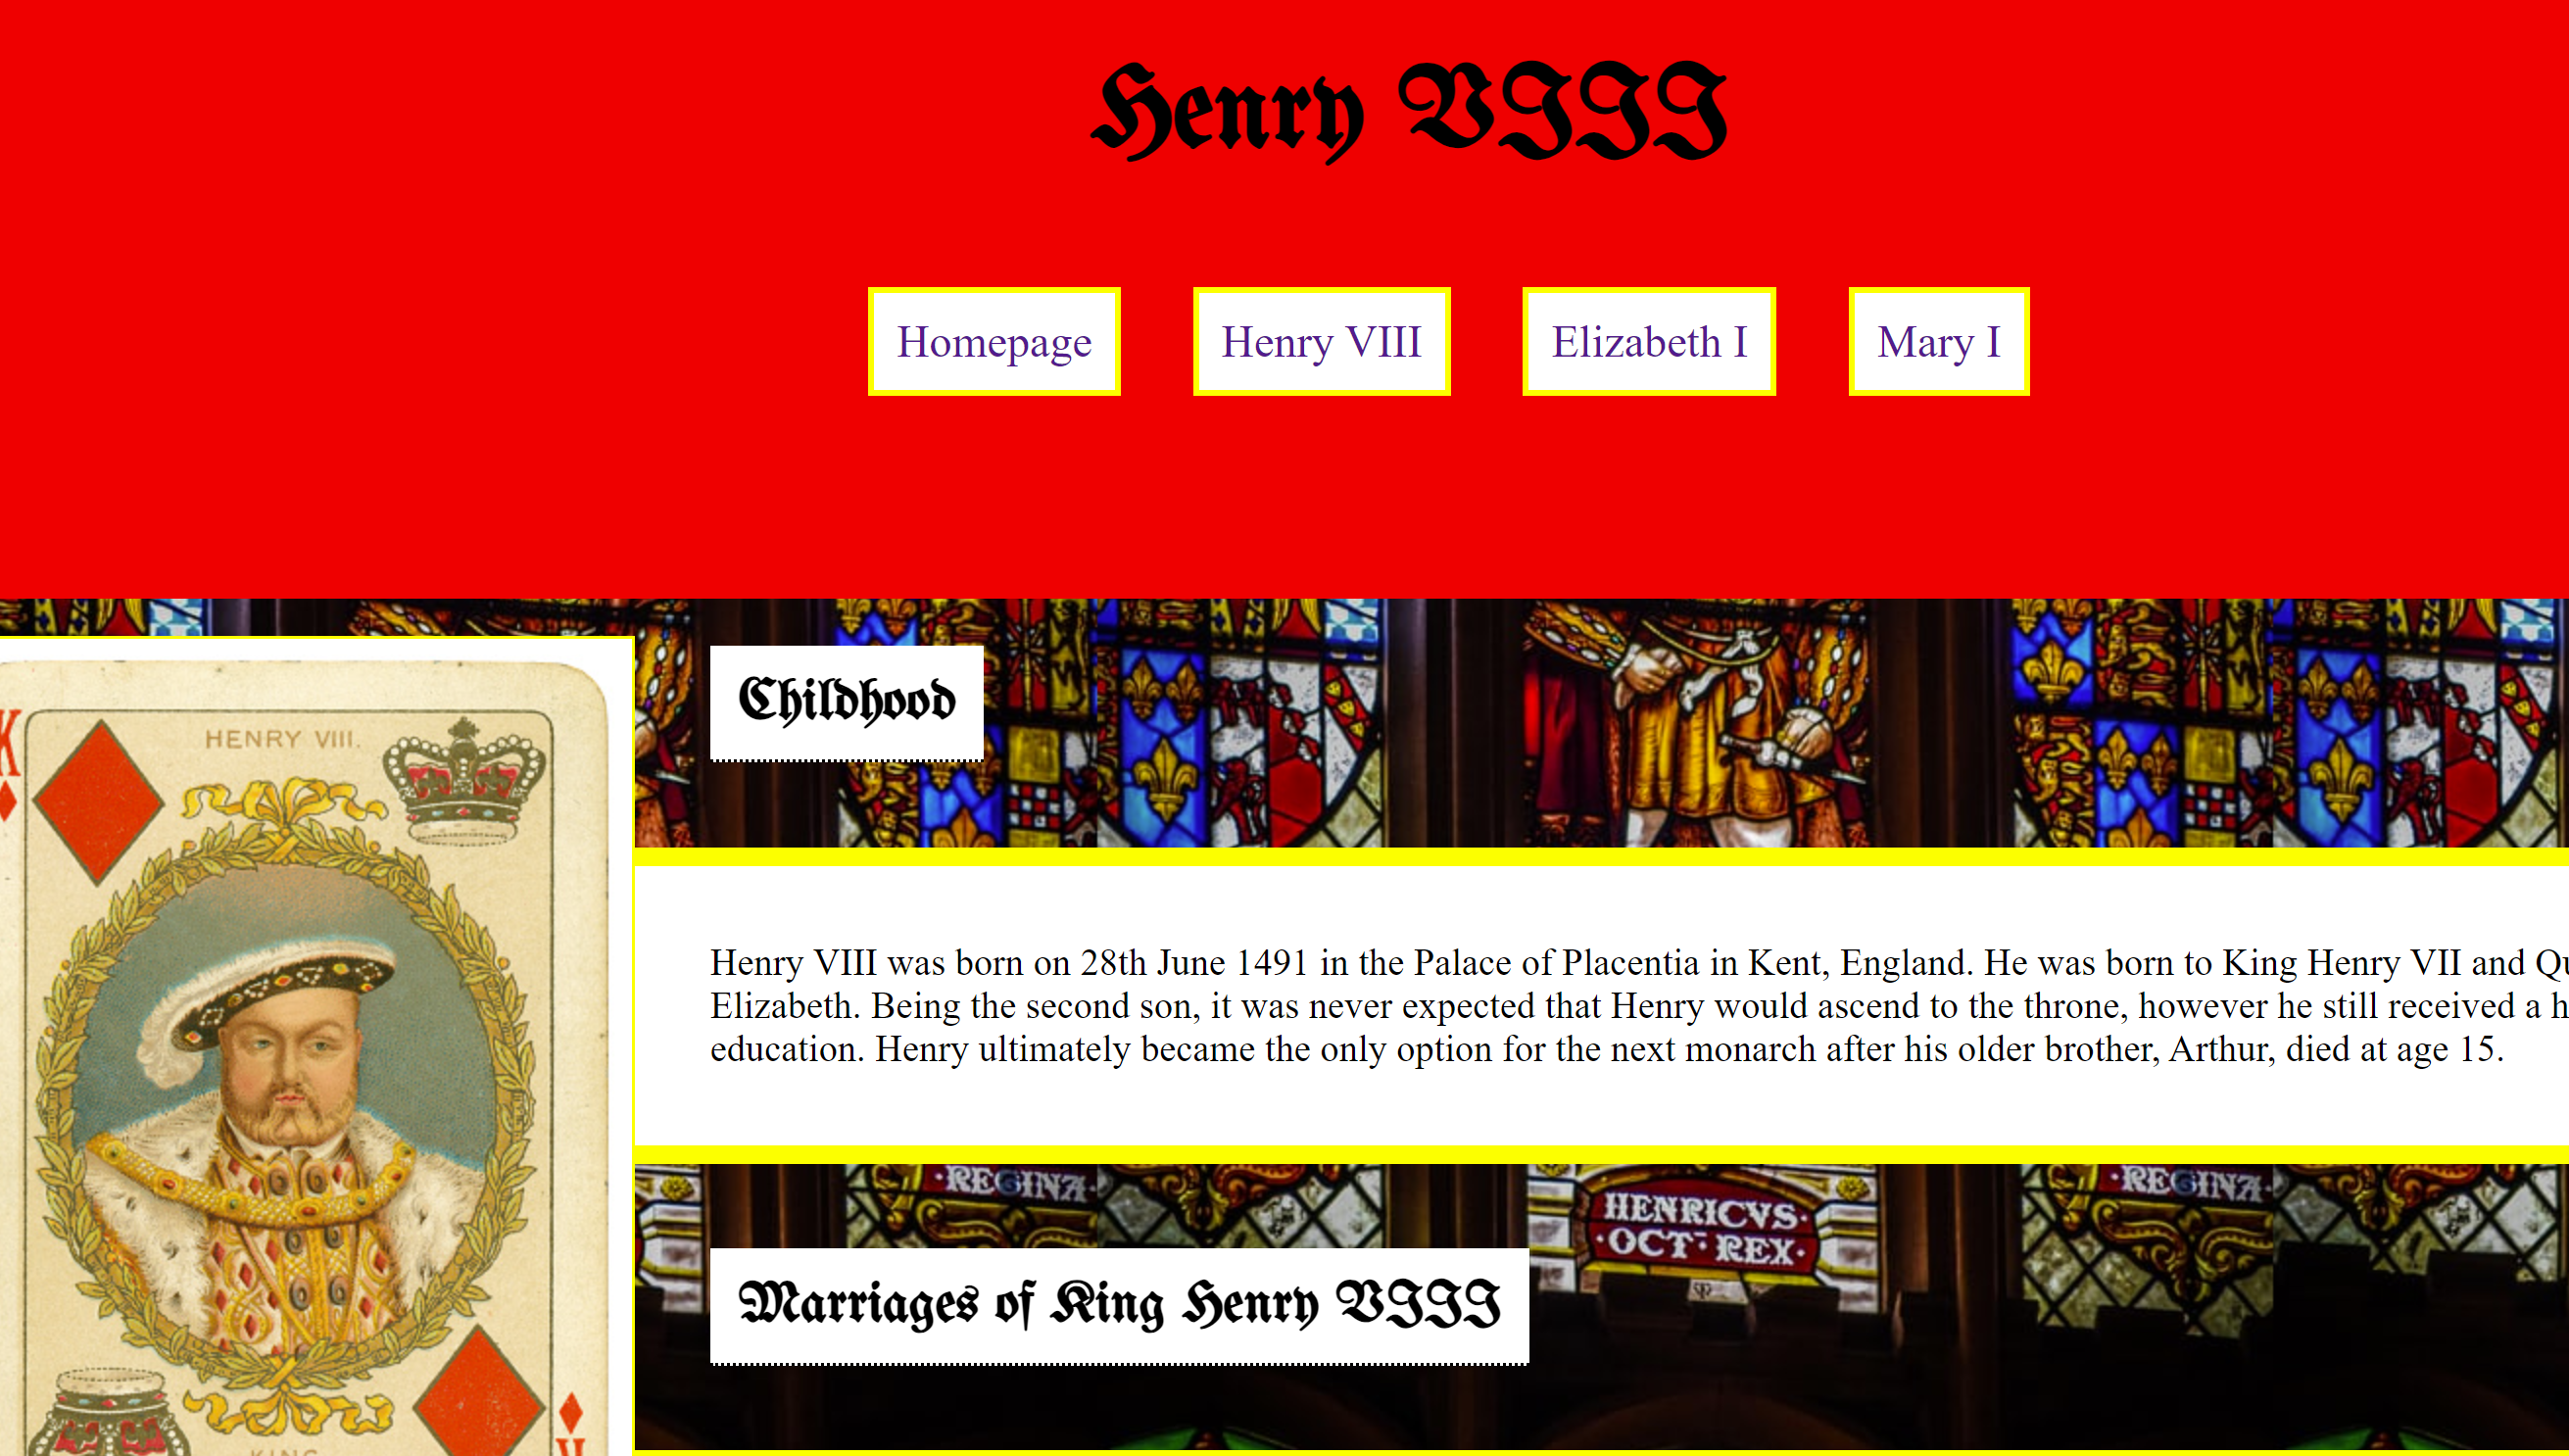 Henry VIII
Homepage Henry VIII Elizabeth I Mary I
Childhood
K
HENRY VIII.
Henry VIII was born on 28th June 1491 in the Palace of Placentia in Kent, England. He was born to King Henry VII and
Elizabeth. Being the second son, it was never expected that Henry would ascend to the throne, however he still received a
education. Henry ultimately became the only option for the next monarch after his older brother, Arthur, died at age 15.
·REGINA·
HENRICVS·
·OCT· REX·
·REGINA·
Marriages of King Henry VIII
KING